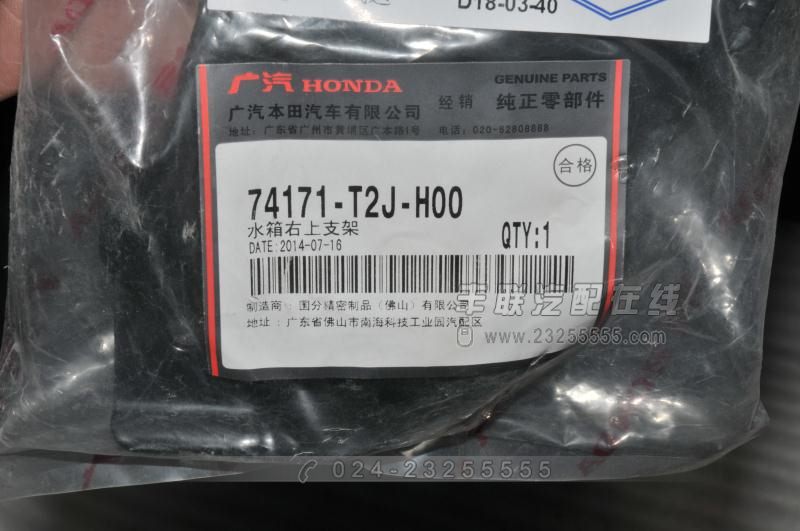 D18-03-40
广汽 HONDA
GENUINE PARTS
广汽本田汽车有限公司 经销 纯正零部件
地址: 广东省广州市黄埔区广本路1号 电话: 020-82808888
合格
74171-T2J-H00
水箱右上支架
QTY:1
DATE:2014-07-16
制造商: 国分精密制品(佛山)有限公司
地址: 广东省佛山市南海科技工业园汽配区
丰联汽配在线
www.23255555.com
024-23255555